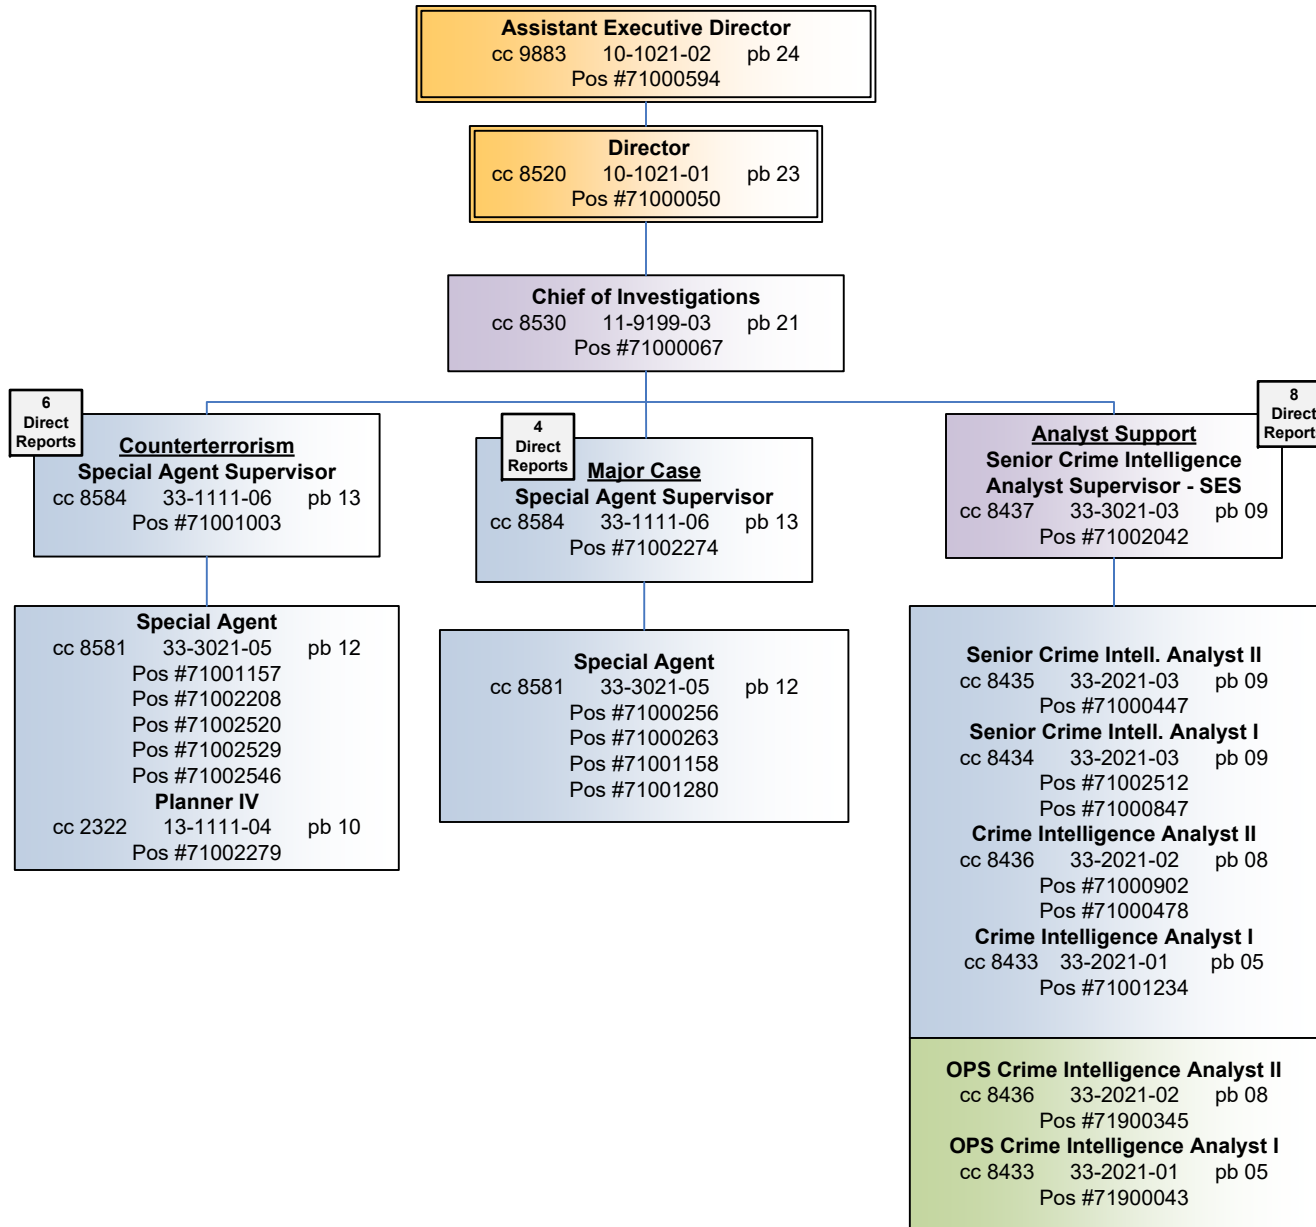 Assistant Executive Director
cc 9883 10-1021-02 pb 24
Pos #71000594
Director
cc 8520 10-1021-01 pb 23
Pos #71000050
Chief of Investigations
cc 8530 11-9199-03 pb 21
Pos #71000067
6
Direct
Reports
Counterterrorism
Special Agent Supervisor
cc 8584 33-1111-06 pb 13
Pos #71001003
4
Direct
Reports
Major Case
Special Agent Supervisor
cc 8584 33-1111-06 pb 13
Pos #71002274
8
Direct
Report
Analyst Support
Senior Crime Intelligence
Analyst Supervisor - SES
cc 8437 33-3021-03 pb 09
Pos #71002042
Special Agent
cc 8581 33-3021-05 pb 12
Pos #71001157
Pos #71002208
Pos #71002520
Pos #71002529
Pos #71002546
Planner IV
cc 2322 13-1111-04 pb 10
Pos #71002279
Special Agent
cc 8581 33-3021-05 pb 12
Pos #71000256
Pos #71000263
Pos #71001158
Pos #71001280
Senior Crime Intell. Analyst II
cc 8435 33-2021-03 pb 09
Pos #71000447
Senior Crime Intell. Analyst I
cc 8434 33-2021-03 pb 09
Pos #71002512
Pos #71000847
Crime Intelligence Analyst II
cc 8436 33-2021-02 pb 08
Pos #71000902
Pos #71000478
Crime Intelligence Analyst I
cc 8433 33-2021-01 pb 05
Pos #71001234
OPS Crime Intelligence Analyst II
cc 8436 33-2021-02 pb 08
Pos #71900345
OPS Crime Intelligence Analyst I
cc 8433 33-2021-01 pb 05
Pos #71900043